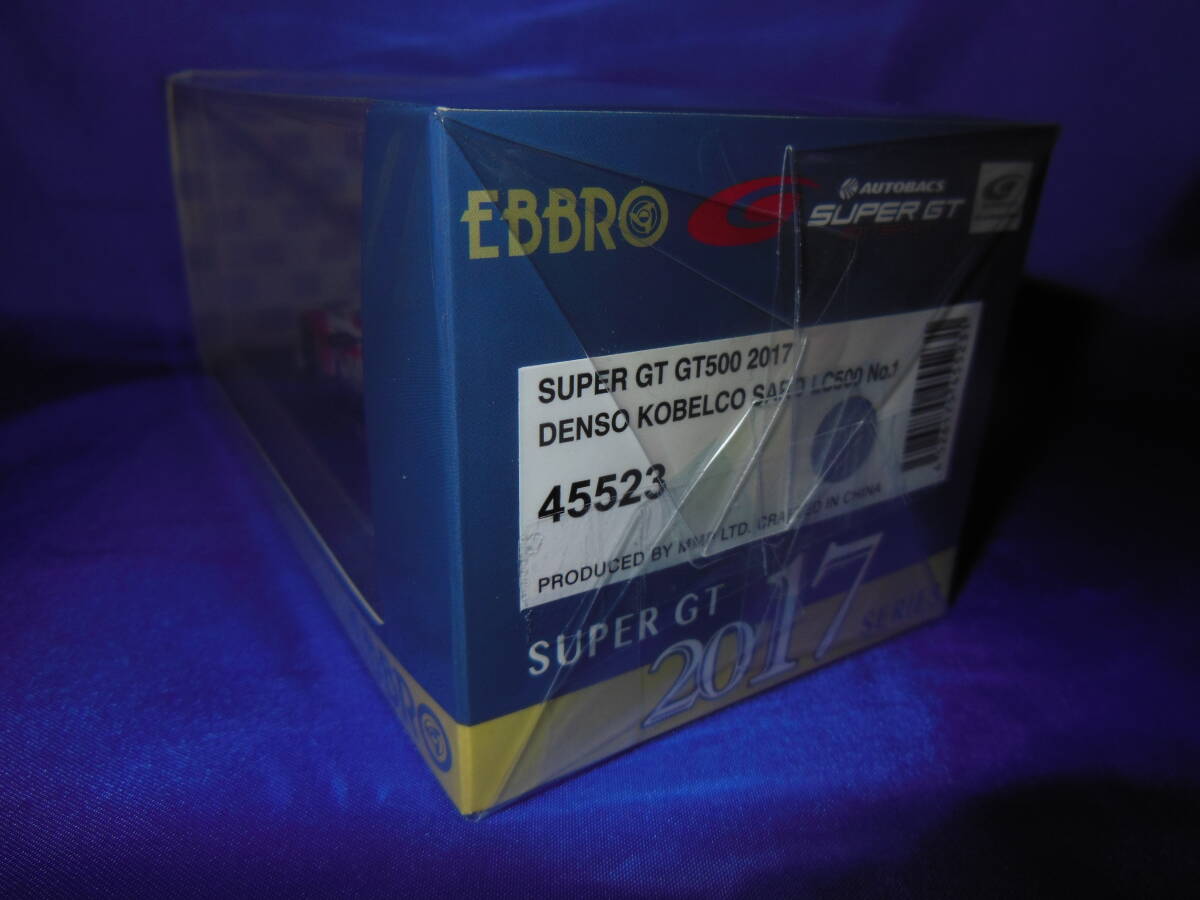 EBBRO
AUTOBACS
SUPER GT
SUPER GT GT500 2017
DENSO KOBELCO SARD LC500 No.1
45523
PRODUCED BY MMP LTD. CRAFTED IN CHINA
SUPER GT
2017
SERIES